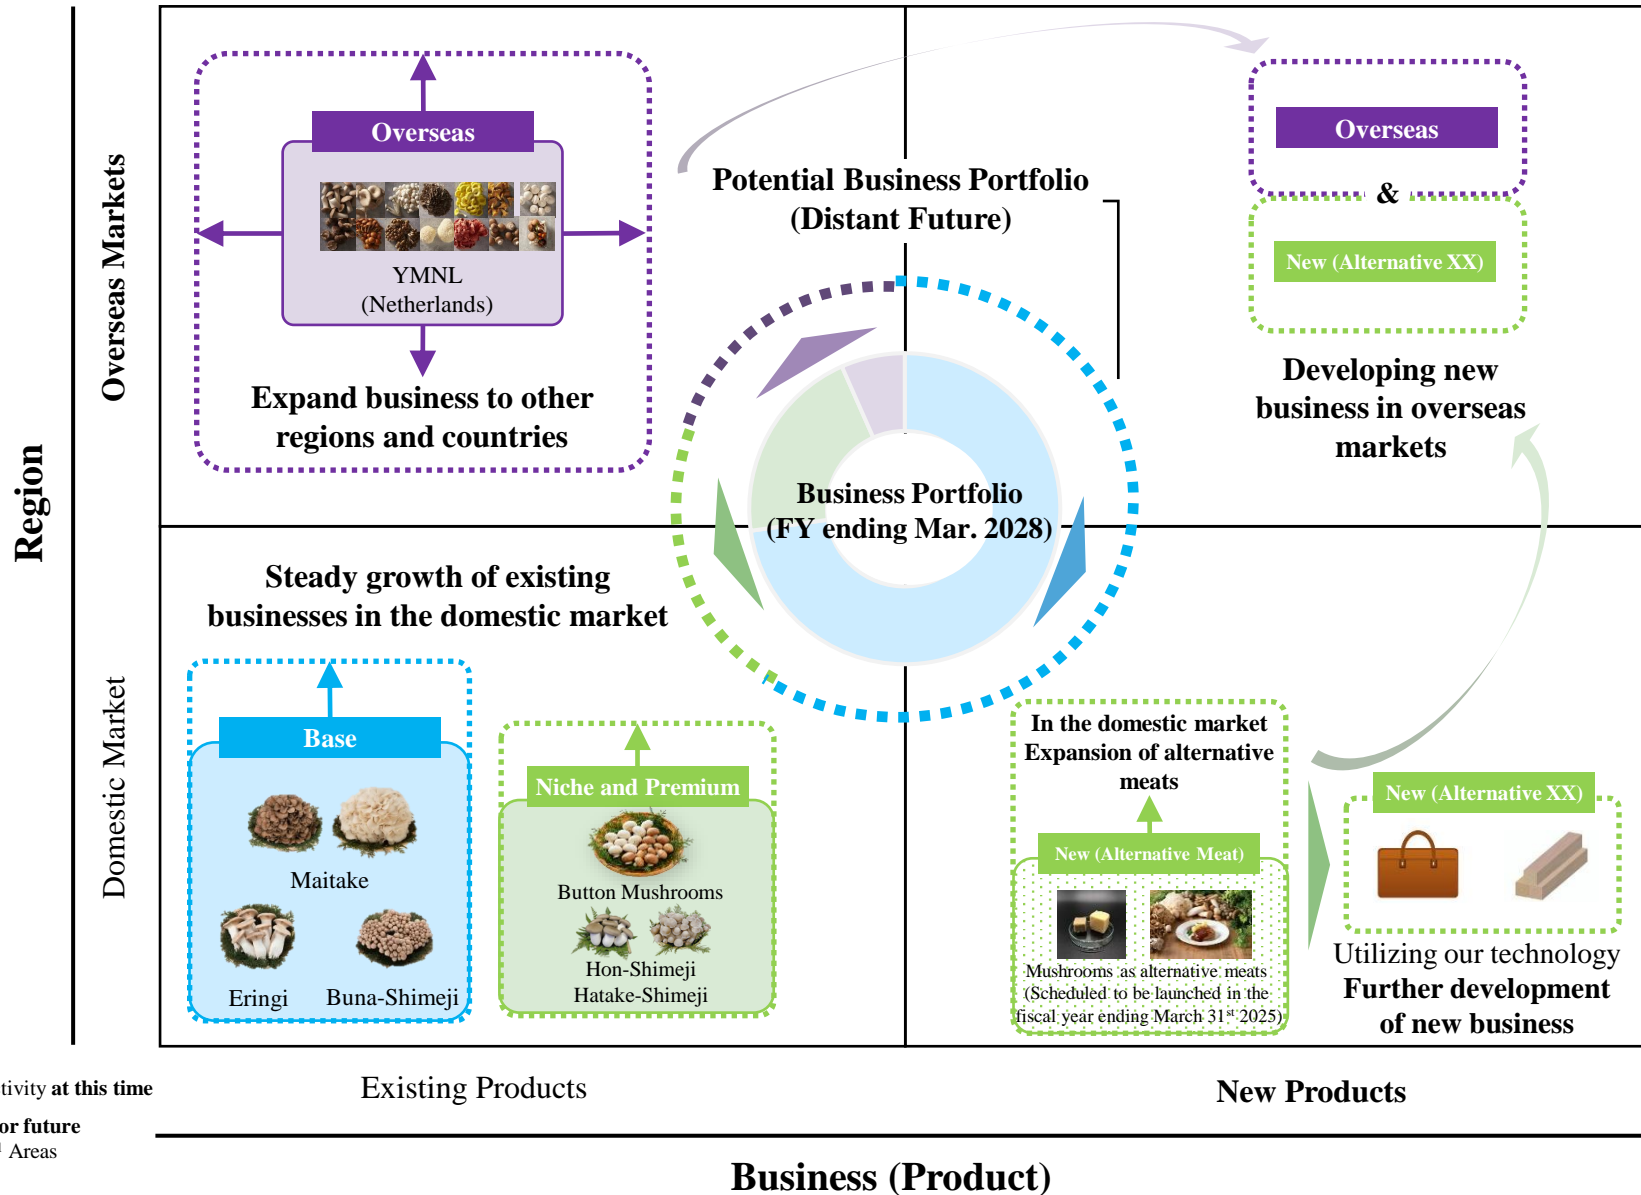 Region
Overseas Markets
Domestic Market
Overseas
YMNL
(Netherlands)
Expand business to other
regions and countries
Potential Business Portfolio
(Distant Future)
Overseas
&
New (Alternative XX)
Developing new
business in overseas
markets
Business Portfolio
(FY ending Mar. 2028)
Steady growth of existing
businesses in the domestic market
Base
Maitake
Eringi
Buna-Shimeji
Niche and Premium
Button Mushrooms
Hon-Shimeji
Hatake-Shimeji
In the domestic market
Expansion of alternative
meats
New (Alternative Meat)
Mushrooms as alternative meats
(Scheduled to be launched in the
fiscal year ending March 31st 2025)
New (Alternative XX)
Utilizing our technology
Further development
of new business
tivity at this time
or future
Areas
Existing Products
New Products
Business (Product)